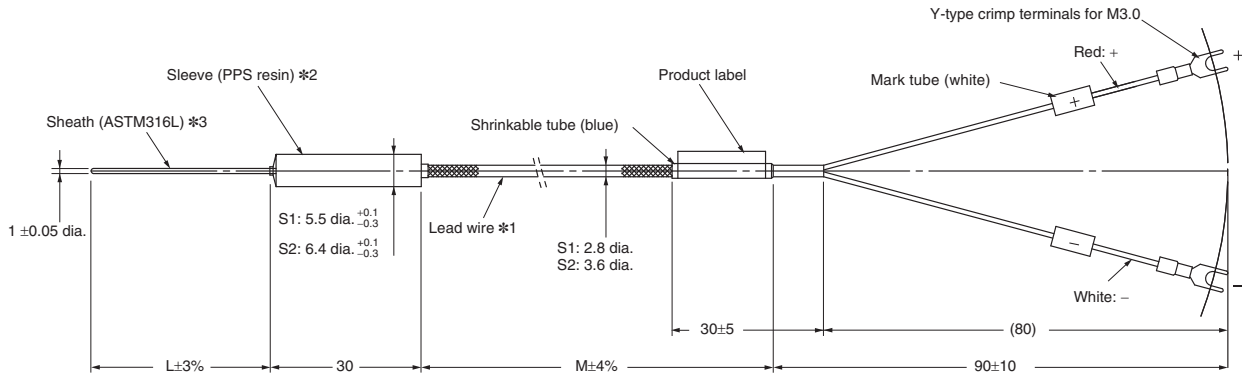 Y-type crimp terminals for M3.0
Red: +
+
Sleeve (PPS resin) ✻2
Product label
Mark tube (white)
+
Sheath (ASTM316L) ✻3
Shrinkable tube (blue)
1 ±0.05 dia.
S1: 5.5 dia. +0.1 −0.3
S2: 6.4 dia. +0.1 −0.3
Lead wire ✻1
S1: 2.8 dia.
S2: 3.6 dia.
−
White: −
−
30±5
(80)
L±3%
30
M±4%
90±10